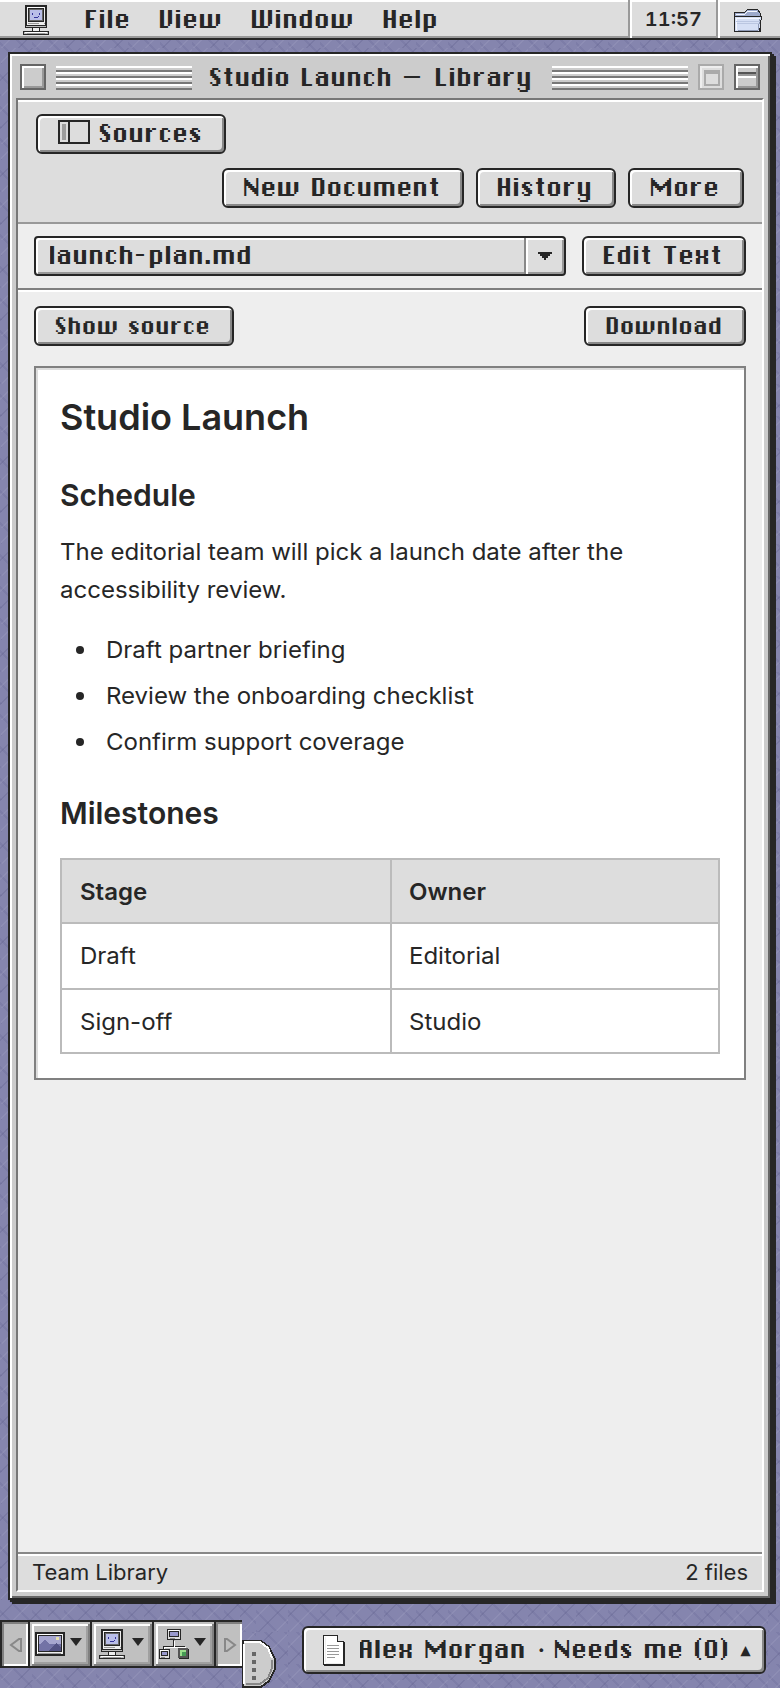 File View Window Help 11:57
Studio Launch — Library
Sources
New Document History More
launch-plan.md Edit Text
Show source Download
Studio Launch
Schedule
The editorial team will pick a launch date after the
accessibility review.
• Draft partner briefing
• Review the onboarding checklist
• Confirm support coverage
Milestones
Stage Owner
Draft Editorial
Sign-off Studio
Team Library 2 files
Alex Morgan · Needs me (0) ▴